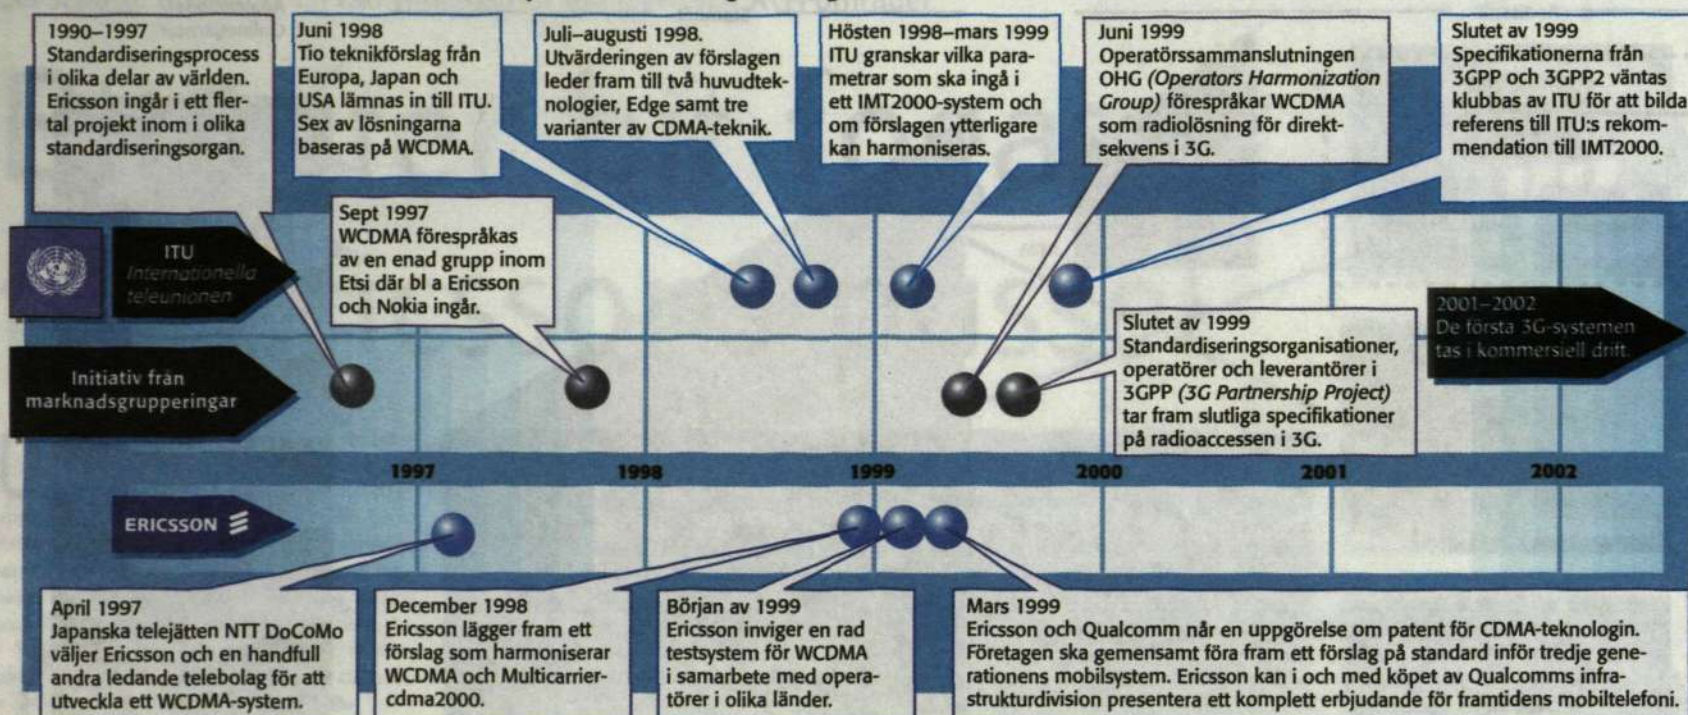 1990–1997
Standardiseringsprocess
i olika delar av världen.
Ericsson ingår i ett fler-
tal projekt inom i olika
standardiseringsorgan.
Juni 1998
Tio teknikförslag från
Europa, Japan och
USA lämnas in till ITU.
Sex av lösningarna
baseras på WCDMA.
Juli–augusti 1998.
Utvärderingen av förslagen
leder fram till två huvudtek-
nologier, Edge samt tre
varianter av CDMA-teknik.
Hösten 1998–mars 1999
ITU granskar vilka para-
metrar som ska ingå i
ett IMT2000-system och
om förslagen ytterligare
kan harmoniseras.
Juni 1999
Operatörssammanslutningen
OHG (Operators Harmonization
Group) förespråkar WCDMA
som radiolösning för direkt-
sekvens i 3G.
Slutet av 1999
Specifikationerna från
3GPP och 3GPP2 väntas
klubbas av ITU för att bilda
referens till ITU:s rekom-
mendation till IMT2000.
Sept 1997
WCDMA förespråkas
av en enad grupp inom
Etsi där bl a Ericsson
och Nokia ingår.
ITU
Internationella
teleunionen
2001–2002
De första 3G-systemen
tas i kommersiell drift.
Slutet av 1999
Standardiseringsorganisationer,
operatörer och leverantörer i
3GPP (3G Partnership Project)
tar fram slutliga specifikationer
på radioaccessen i 3G.
Initiativ från
marknadsgrupperingar
1997
1998
1999
2000
2001
2002
ERICSSON
April 1997
Japanska telejätten NTT DoCoMo
väljer Ericsson och en handfull
andra ledande telebolag för att
utveckla ett WCDMA-system.
December 1998
Ericsson lägger fram ett
förslag som harmoniserar
WCDMA och Multicarrier-
cdma2000.
Början av 1999
Ericsson inviger en rad
testsystem för WCDMA
i samarbete med opera-
törer i olika länder.
Mars 1999
Ericsson och Qualcomm når en uppgörelse om patent för CDMA-teknologin.
Företagen ska gemensamt föra fram ett förslag på standard inför tredje gene-
rationens mobilsystem. Ericsson kan i och med köpet av Qualcomms infra-
strukturdivision presentera ett komplett erbjudande för framtidens mobiltelefoni.